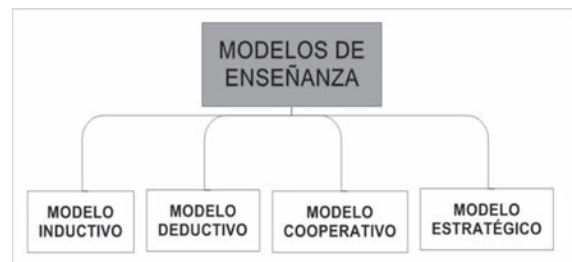 MODELOS DE
ENSEÑANZA
MODELO
INDUCTIVO
MODELO
DEDUCTIVO
MODELO
COOPERATIVO
MODELO
ESTRATÉGICO